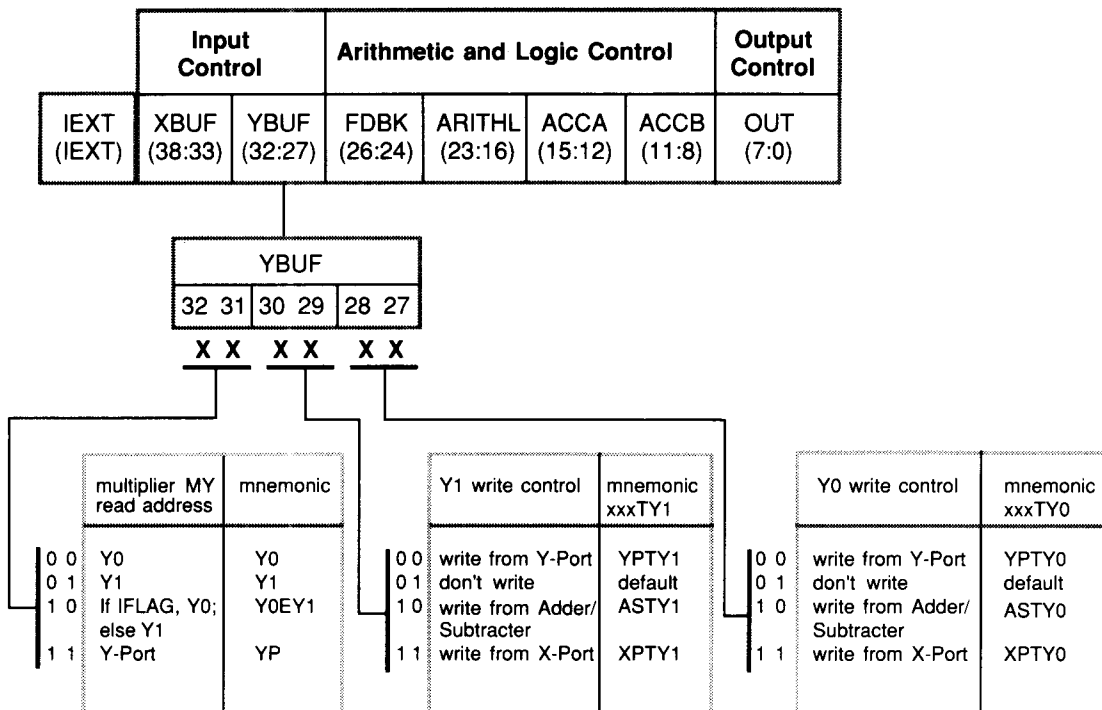 Input Control
Arithmetic and Logic Control
Output Control
IEXT XBUF YBUF FDBK ARITHL ACCA ACCB OUT
(IEXT) (38:33) (32:27) (26:24) (23:16) (15:12) (11:8) (7:0)
YBUF
32 31 30 29 28 27
X X X X X X
multiplier MY read address mnemonic
0 0 Y0 Y0
0 1 Y1 Y1
1 0 If IFLAG, Y0; Y0EY1
else Y1
1 1 Y-Port YP
Y1 write control mnemonic
xxxTY1
0 0 write from Y-Port YPTY1
0 1 don't write default
1 0 write from Adder/ ASTY1
Subtracter
1 1 write from X-Port XPTY1
Y0 write control mnemonic
xxxTY0
0 0 write from Y-Port YPTY0
0 1 don't write default
1 0 write from Adder/ ASTY0
Subtracter
1 1 write from X-Port XPTY0